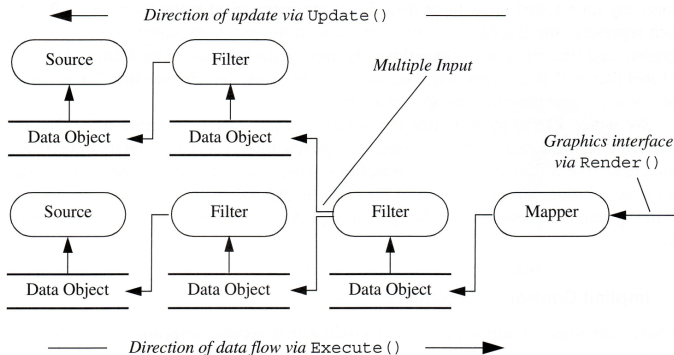 Direction of update via Update()
Source
Filter
Multiple Input
Data Object
Data Object
Graphics interface
via Render()
Source
Filter
Filter
Mapper
Data Object
Data Object
Data Object
Direction of data flow via Execute()